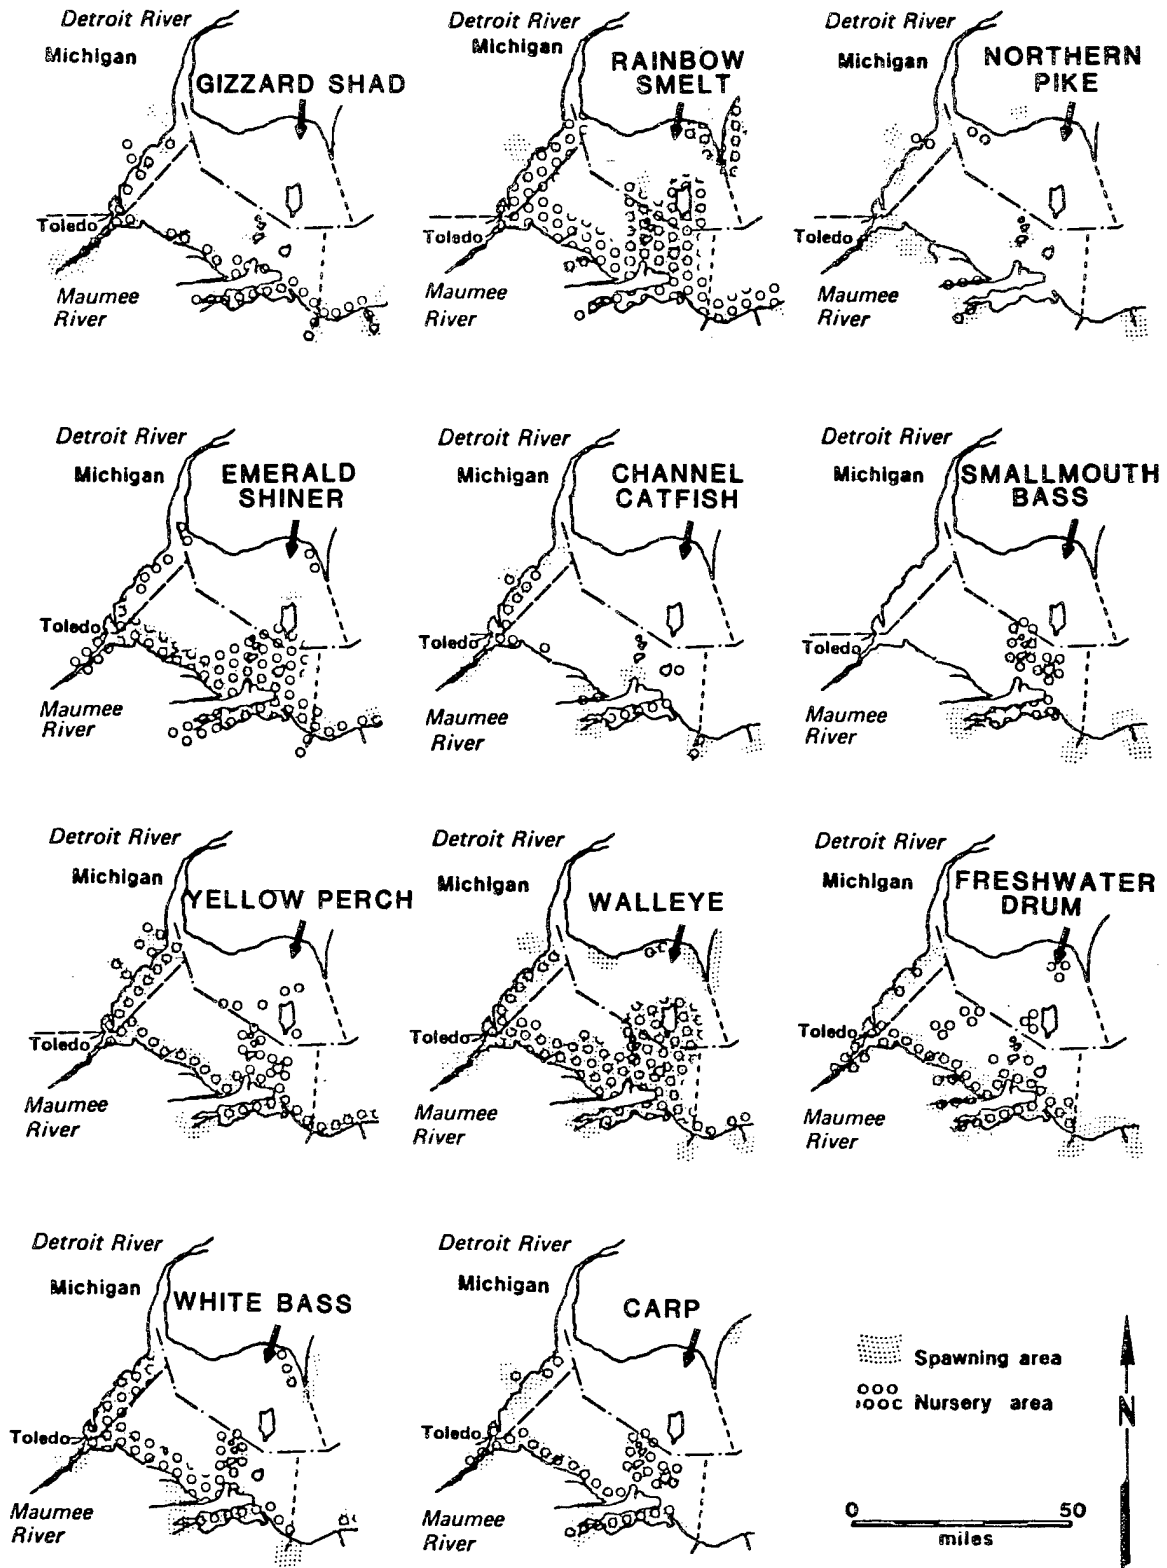 Detroit River
Michigan
GIZZARD SHAD
Toledo
Maumee
River
Detroit River
Michigan
RAINBOW
SMELT
Toledo
Maumee
River
Detroit River
Michigan
NORTHERN
PIKE
Toledo
Maumee
River
Detroit River
Michigan
EMERALD
SHINER
Toledo
Maumee
River
Detroit River
Michigan
CHANNEL
CATFISH
Toledo
Maumee
River
Detroit River
Michigan
SMALLMOUTH
BASS
Toledo
Maumee
River
Detroit River
Michigan
YELLOW PERCH
Toledo
Maumee
River
Detroit River
Michigan
WALLEYE
Toledo
Maumee
River
Detroit River
Michigan
FRESHWATER
DRUM
Toledo
Maumee
River
Detroit River
Michigan
WHITE BASS
Toledo
Maumee
River
Detroit River
Michigan
CARP
Toledo
Maumee
River
Spawning area
Nursery area
N
0 50
miles